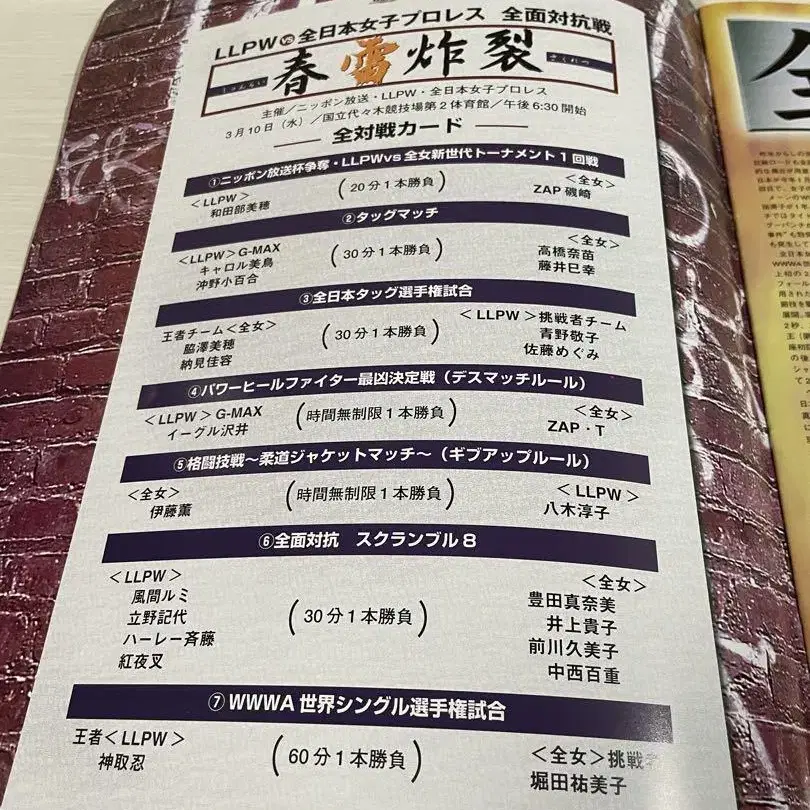 LLPW vs 全日本女子プロレス 全面対抗戦
春雷炸裂
しゅんらい
さくれつ
主催／ニッポン放送・LLPW・全日本女子プロレス
3月10日（水）／国立代々木競技場第2体育館／午後6:30開始
全対戦カード
①ニッポン放送杯争奪・LLPWvs全女新世代トーナメント1回戦
＜LLPW＞
和田部美穂
（20分1本勝負）
＜全女＞
ZAP 磯崎
②タッグマッチ
＜LLPW＞G-MAX
キャロル美鳥
沖野小百合
（30分1本勝負）
＜全女＞
高橋奈苗
藤井巳幸
③全日本タッグ選手権試合
王者チーム＜全女＞
脇澤美穂
納見佳容
（30分1本勝負）
＜LLPW＞挑戦者チーム
青野敬子
佐藤めぐみ
④パワーヒールファイター最凶決定戦（デスマッチルール）
＜LLPW＞G-MAX
イーグル沢井
（時間無制限1本勝負）
＜全女＞
ZAP・T
⑤格闘技戦〜柔道ジャケットマッチ〜（ギブアップルール）
＜全女＞
伊藤薫
（時間無制限1本勝負）
＜LLPW＞
八木淳子
⑥全面対抗 スクランブル8
＜LLPW＞
風間ルミ
立野記代
ハーレー斉藤
紅夜叉
（30分1本勝負）
＜全女＞
豊田真奈美
井上貴子
前川久美子
中西百重
⑦WWWA世界シングル選手権試合
王者＜LLPW＞
神取忍
（60分1本勝負）
＜全女＞挑戦者
堀田祐美子